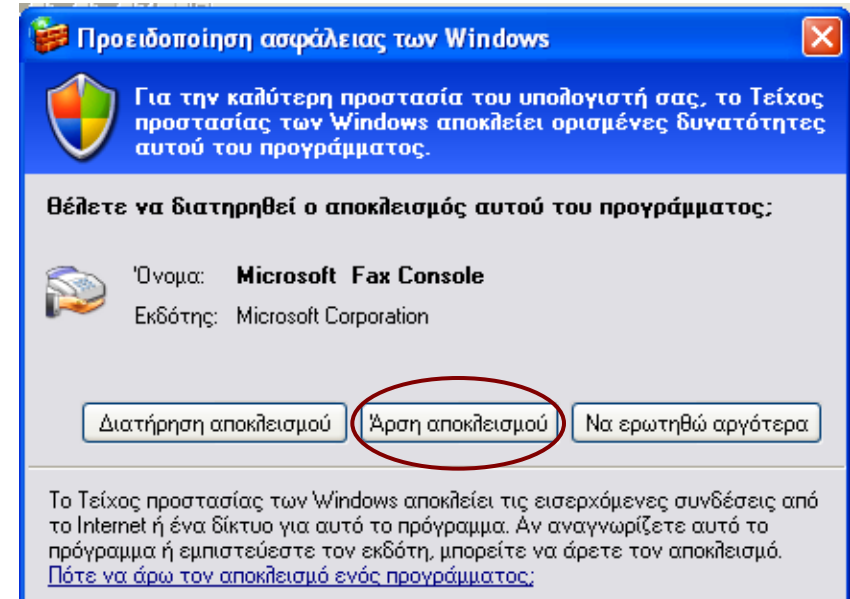 Προειδοποίηση ασφάλειας των Windows
Για την καλύτερη προστασία του υπολογιστή σας, το Τείχος
προστασίας των Windows αποκλείει ορισμένες δυνατότητες
αυτού του προγράμματος.
Θέλετε να διατηρηθεί ο αποκλεισμός αυτού του προγράμματος;
Όνομα: Microsoft Fax Console
Εκδότης: Microsoft Corporation
Διατήρηση αποκλεισμού Άρση αποκλεισμού Να ερωτηθώ αργότερα
Το Τείχος προστασίας των Windows αποκλείει τις εισερχόμενες συνδέσεις από
το Internet ή ένα δίκτυο για αυτό το πρόγραμμα. Αν αναγνωρίζετε αυτό το
πρόγραμμα ή εμπιστεύεστε τον εκδότη, μπορείτε να άρετε τον αποκλεισμό.
Πότε να άρω τον αποκλεισμό ενός προγράμματος;